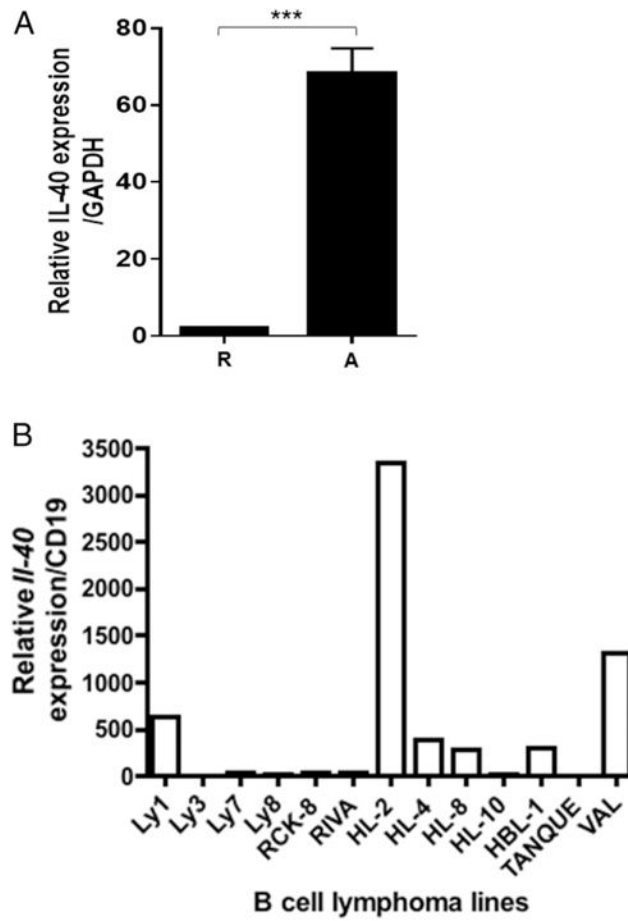 A
***
Relative IL-40 expression
/GAPDH
80
60
40
20
0
R
A
B
Relative Il-40
expression/CD19
3500
3000
2500
2000
1500
1000
500
0
Ly1
Ly3
Ly7
Ly8
RCK-8
RIVA
HL-2
HL-4
HL-8
HL-10
HBL-1
TANQUE
VAL
B cell lymphoma lines